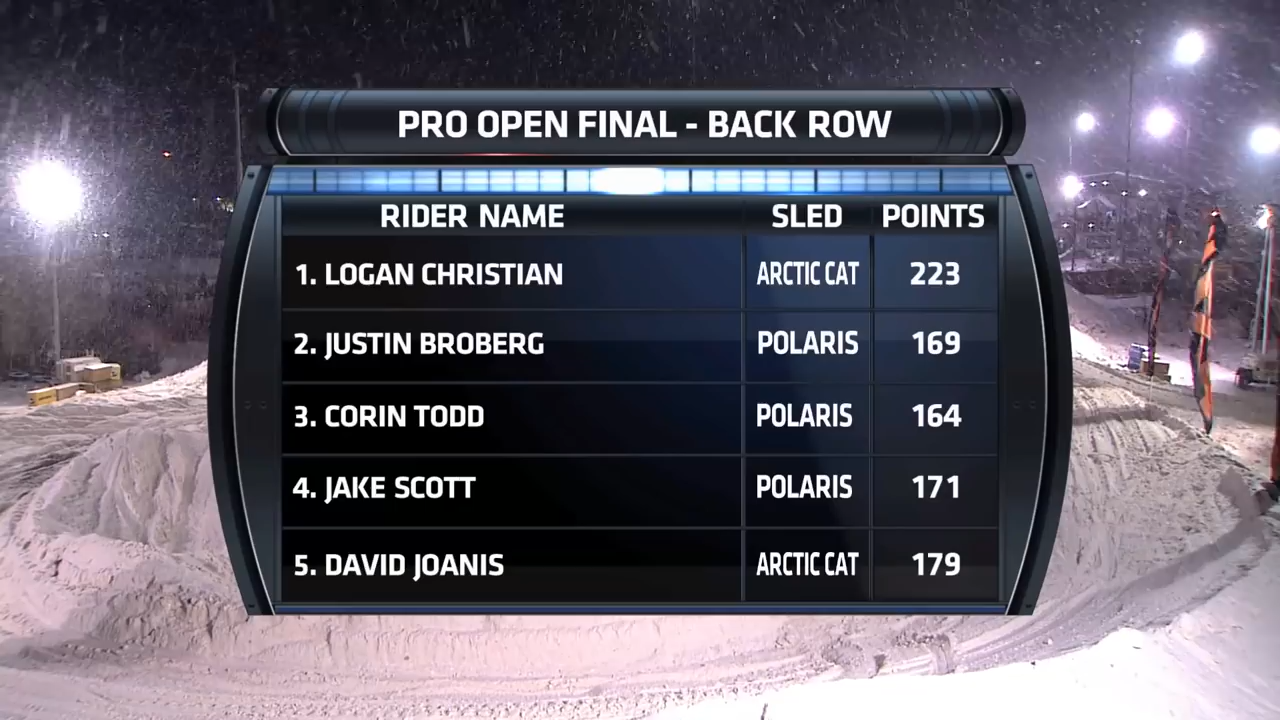 PRO OPEN FINAL - BACK ROW
RIDER NAME SLED POINTS
1. LOGAN CHRISTIAN ARCTIC CAT 223
2. JUSTIN BROBERG POLARIS 169
3. CORIN TODD POLARIS 164
4. JAKE SCOTT POLARIS 171
5. DAVID JOANIS ARCTIC CAT 179